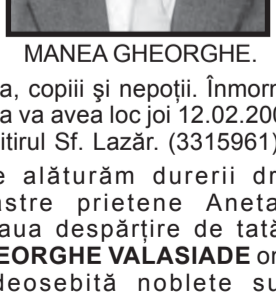 MANEA GHEORGHE.
a, copiii şi nepoţii. Înmorm
a va avea loc joi 12.02.200
itirul Sf. Lazăr. (3315961)
e alăturăm durerii dr
astre prietene Aneta
aua despărţire de tată
EORGHE VALASIADE
deosebită nobleţe su